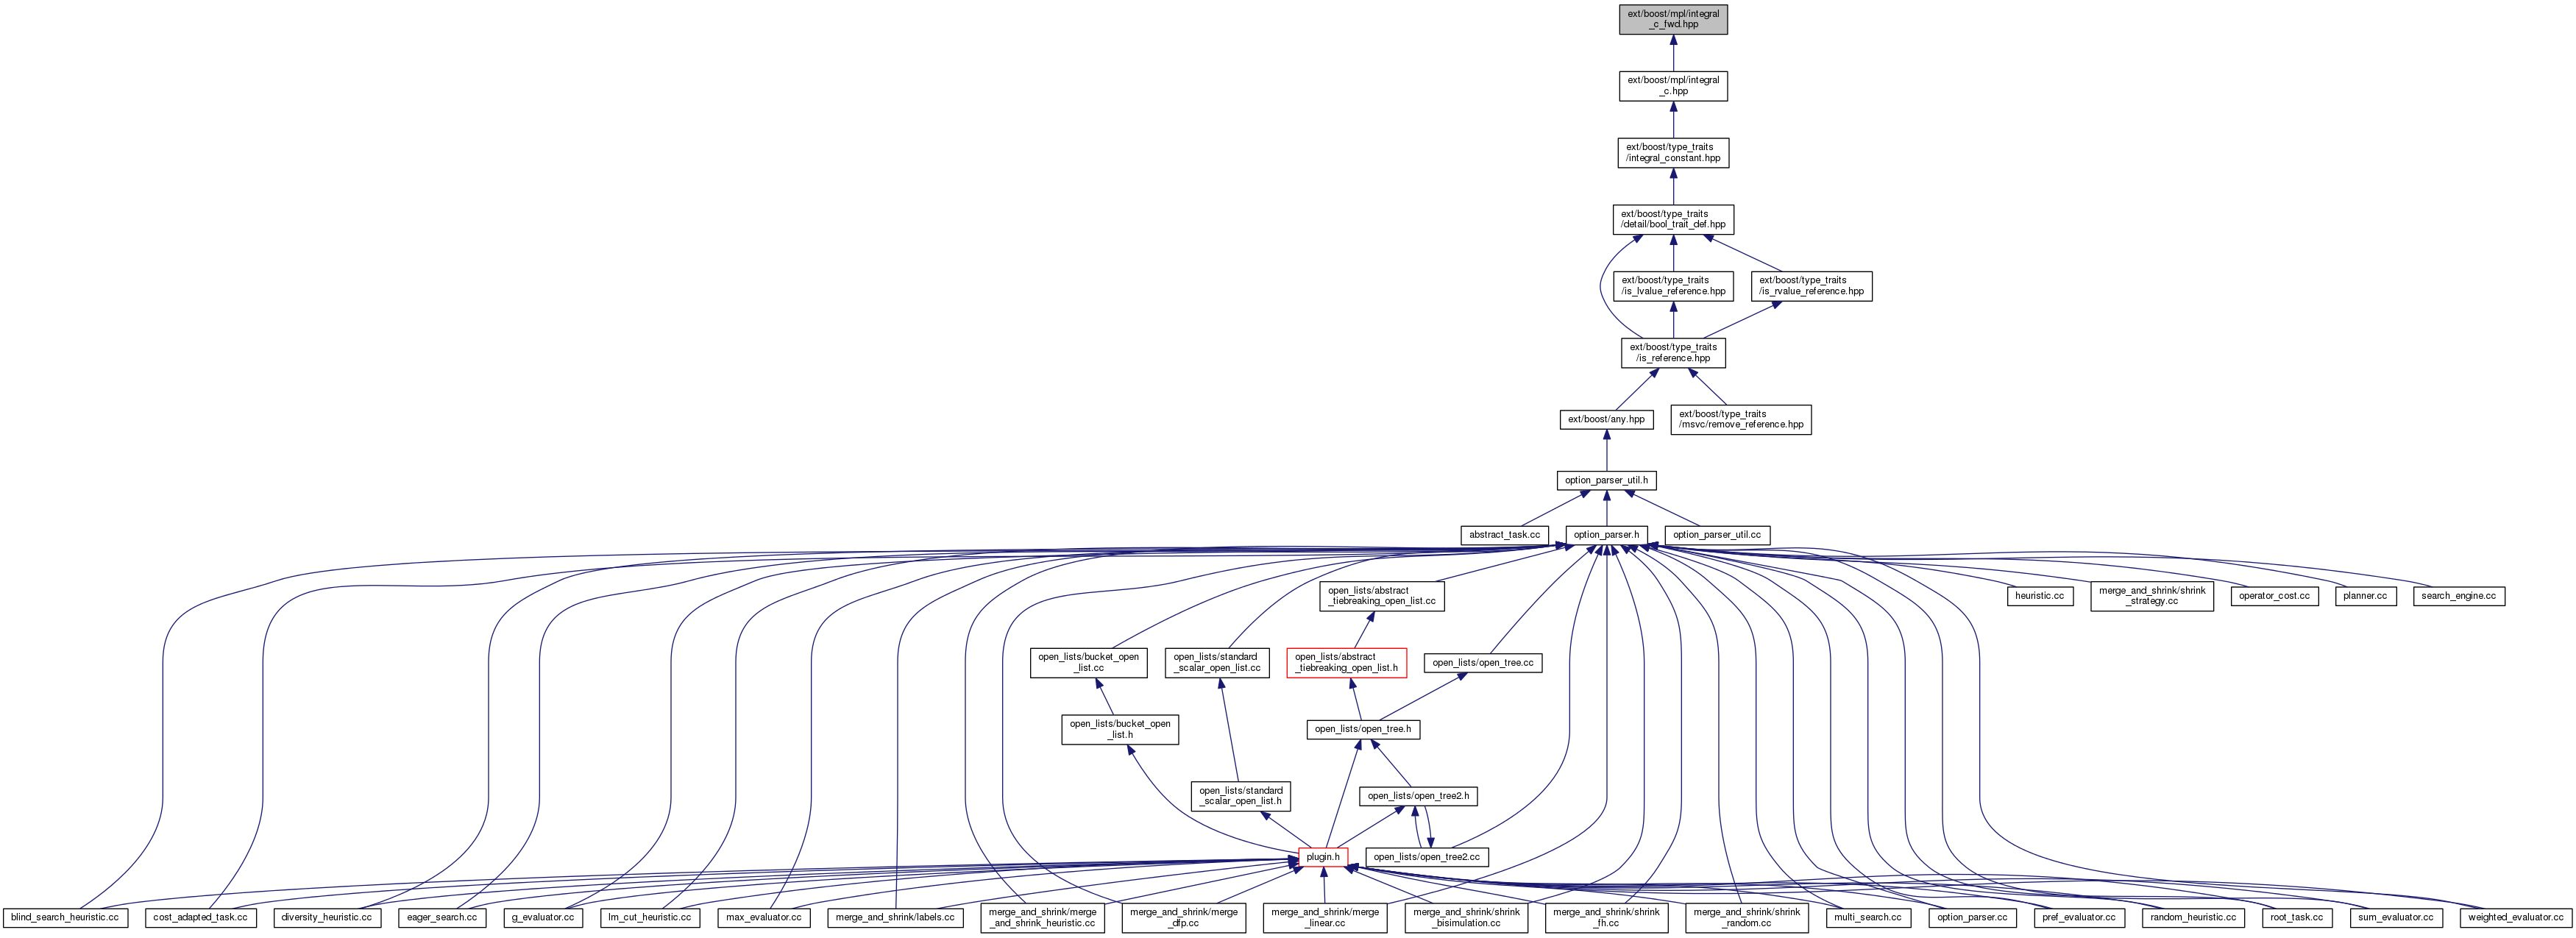 ext/boost/mpl/integral
_c_fwd.hpp
ext/boost/mpl/integral
_c.hpp
ext/boost/type_traits
/integral_constant.hpp
ext/boost/type_traits
/detail/bool_trait_def.hpp
ext/boost/type_traits
/is_lvalue_reference.hpp
ext/boost/type_traits
/is_rvalue_reference.hpp
ext/boost/type_traits
/is_reference.hpp
ext/boost/any.hpp
ext/boost/type_traits
/msvc/remove_reference.hpp
option_parser_util.h
abstract_task.cc
option_parser.h
option_parser_util.cc
open_lists/abstract
_tiebreaking_open_list.cc
heuristic.cc
merge_and_shrink/shrink
_strategy.cc
operator_cost.cc
planner.cc
search_engine.cc
open_lists/bucket_open
_list.cc
open_lists/standard
_scalar_open_list.cc
open_lists/abstract
_tiebreaking_open_list.h
open_lists/open_tree.cc
open_lists/bucket_open
_list.h
open_lists/open_tree.h
open_lists/standard
_scalar_open_list.h
open_lists/open_tree2.h
plugin.h
open_lists/open_tree2.cc
blind_search_heuristic.cc
cost_adapted_task.cc
diversity_heuristic.cc
eager_search.cc
g_evaluator.cc
lm_cut_heuristic.cc
max_evaluator.cc
merge_and_shrink/labels.cc
merge_and_shrink/merge
_and_shrink_heuristic.cc
merge_and_shrink/merge
_dfp.cc
merge_and_shrink/merge
_linear.cc
merge_and_shrink/shrink
_bisimulation.cc
merge_and_shrink/shrink
_fh.cc
merge_and_shrink/shrink
_random.cc
multi_search.cc
option_parser.cc
pref_evaluator.cc
random_heuristic.cc
root_task.cc
sum_evaluator.cc
weighted_evaluator.cc